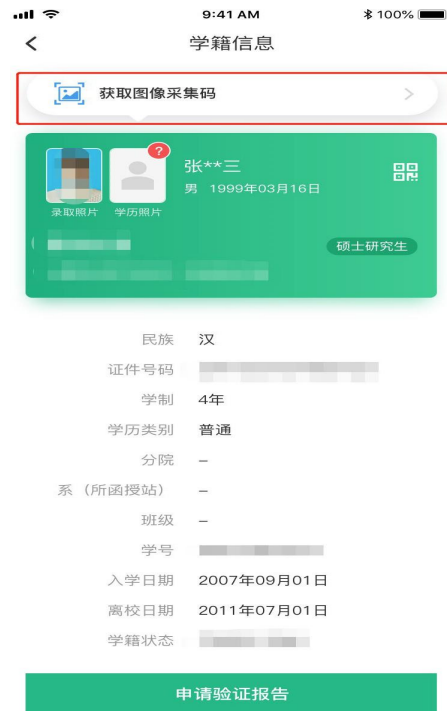 9:41 AM
100%
学籍信息
获取图像采集码
?
张**三
男 1999年03月16日
录取照片 学历照片
硕士研究生
民族 汉
证件号码
学制 4年
学历类别 普通
分院 –
系（所函授站） –
班级 –
学号
入学日期 2007年09月01日
离校日期 2011年07月01日
学籍状态
申请验证报告